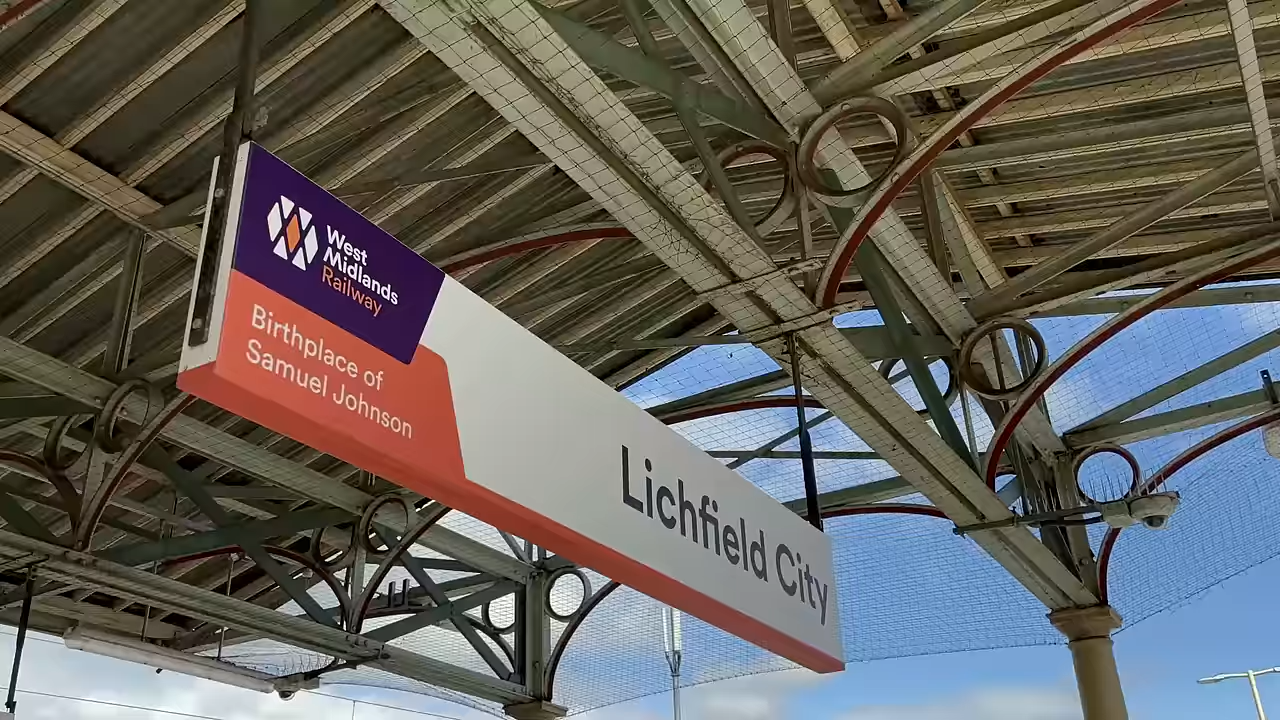 West
Midlands
Railway
Birthplace of
Samuel Johnson
Lichfield City